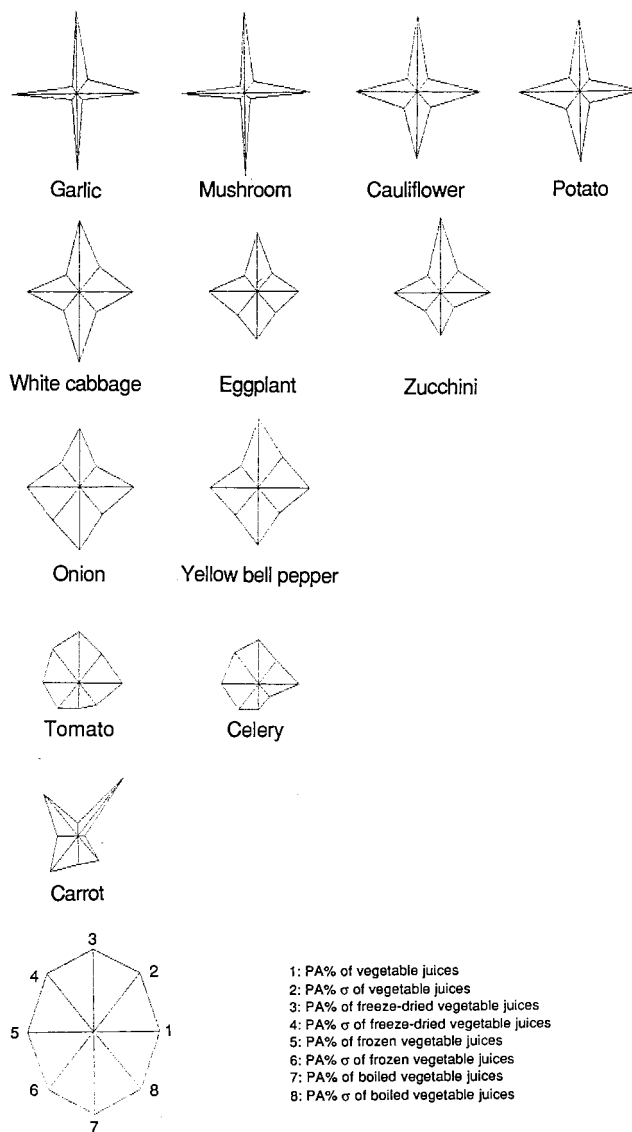 Garlic Mushroom Cauliflower Potato
White cabbage Eggplant Zucchini
Onion Yellow bell pepper
Tomato Celery
Carrot
3
4 2
5 1
6 8
7
1: PA% of vegetable juices
2: PA% σ of vegetable juices
3: PA% of freeze-dried vegetable juices
4: PA% σ of freeze-dried vegetable juices
5: PA% of frozen vegetable juices
6: PA% σ of frozen vegetable juices
7: PA% of boiled vegetable juices
8: PA% σ of boiled vegetable juices